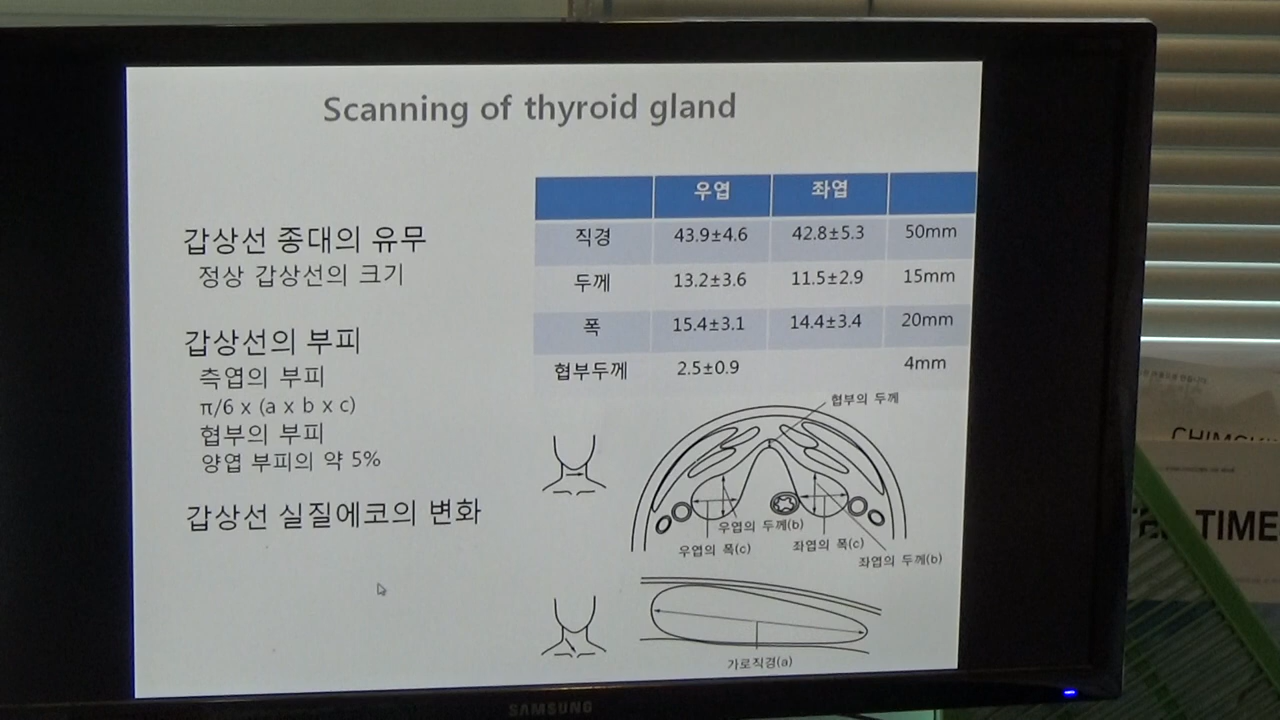 Scanning of thyroid gland
갑상선 종대의 유무
정상 갑상선의 크기
갑상선의 부피
측엽의 부피
π/6 x (a x b x c)
협부의 부피
양엽 부피의 약 5%
갑상선 실질에코의 변화
우엽 좌엽
직경 43.9±4.6 42.8±5.3 50mm
두께 13.2±3.6 11.5±2.9 15mm
폭 15.4±3.1 14.4±3.4 20mm
협부두께 2.5±0.9 4mm
협부의 두께
우엽의 두께(b)
우엽의 폭(c)
좌엽의 폭(c)
좌엽의 두께(b)
가로직경(a)
SAMSUNG
TIME